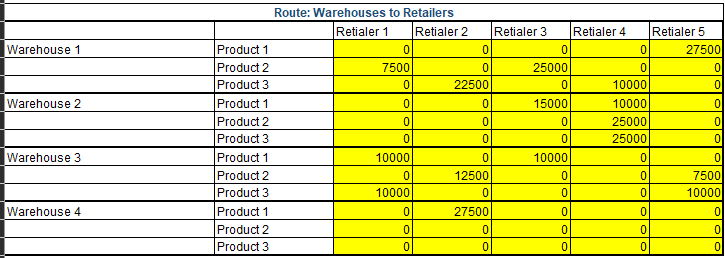 Route: Warehouses to Retailers
Retialer 1 Retialer 2 Retialer 3 Retialer 4 Retialer 5
Warehouse 1 Product 1 0 0 0 0 27500
Product 2 7500 0 25000 0 0
Product 3 0 22500 0 10000 0
Warehouse 2 Product 1 0 0 15000 10000 0
Product 2 0 0 0 25000 0
Product 3 0 0 0 25000 0
Warehouse 3 Product 1 10000 0 10000 0 0
Product 2 0 12500 0 0 7500
Product 3 10000 0 0 0 10000
Warehouse 4 Product 1 0 27500 0 0 0
Product 2 0 0 0 0 0
Product 3 0 0 0 0 0